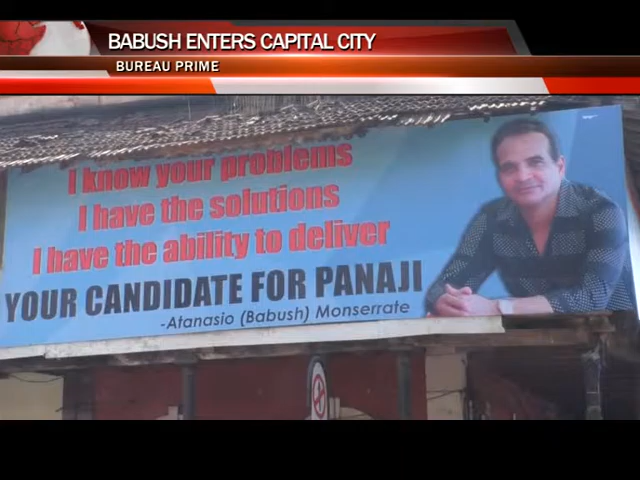 BABUSH ENTERS CAPITAL CITY
BUREAU PRIME
I know your problems
I have the solutions
I have the ability to deliver
YOUR CANDIDATE FOR PANAJI
-Atanasio (Babush) Monserrate